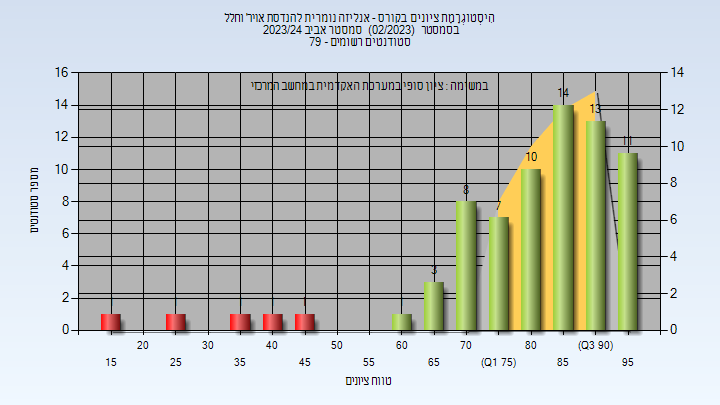 הִיסְטוֹגְרָמַת ציונים בקורס - אנליזה נומרית להנדסת אויר וחלל
בסמסטר (02/2023) סמסטר אביב 2023/24
סטודנטים רשומים - 79
במשימה : ציון סופי במערכת האקדמית במחשב המרכזי
מספר סטודנטים
16 14
14 12
12 10
10 8
8 6
6 4
4 2
2 0
0
1 1 1 1 1 1 3 8 7 10 14 13 11
20 30 40 50 60 70 80 (Q3 90)
15 25 35 45 55 65 (Q1 75) 85 95
טווח ציונים